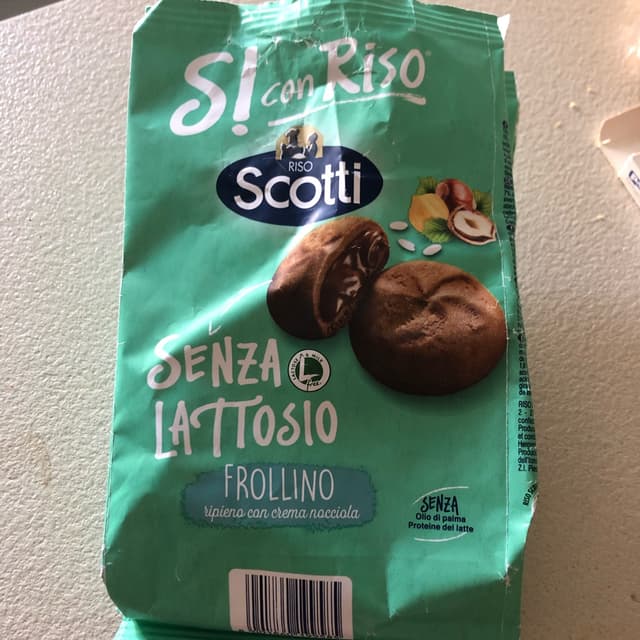 Sì con Riso
RISO
Scotti
SENZA
LATTOSIO
FROLLINO
ripieno con crema nocciola
SENZA
Olio di palma
Proteine del latte